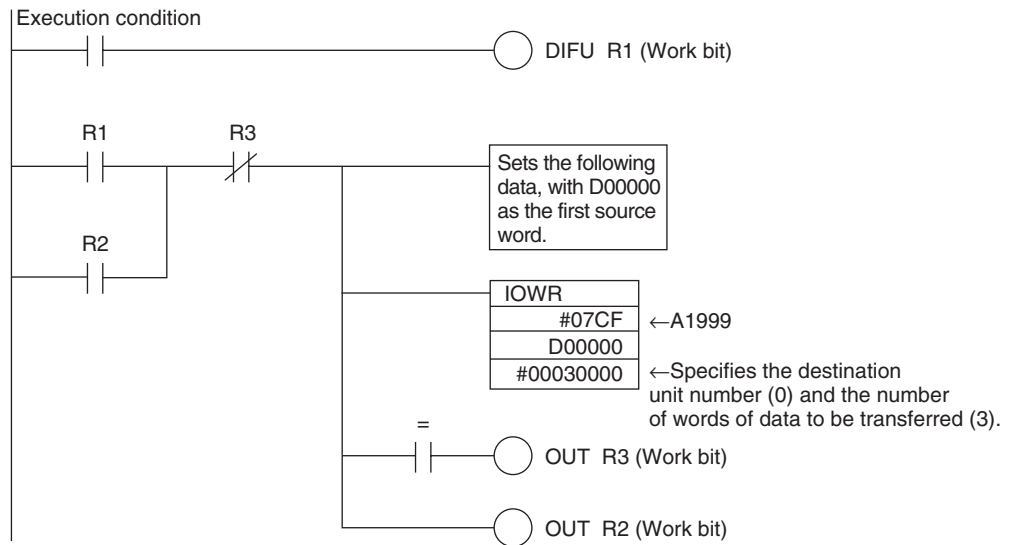 Execution condition
DIFU R1 (Work bit)
R1
R3
Sets the following
data, with D00000
as the first source
word.
R2
IOWR
#07CF ←A1999
D00000
#00030000 ←Specifies the destination
unit number (0) and the number
of words of data to be transferred (3).
=
OUT R3 (Work bit)
OUT R2 (Work bit)